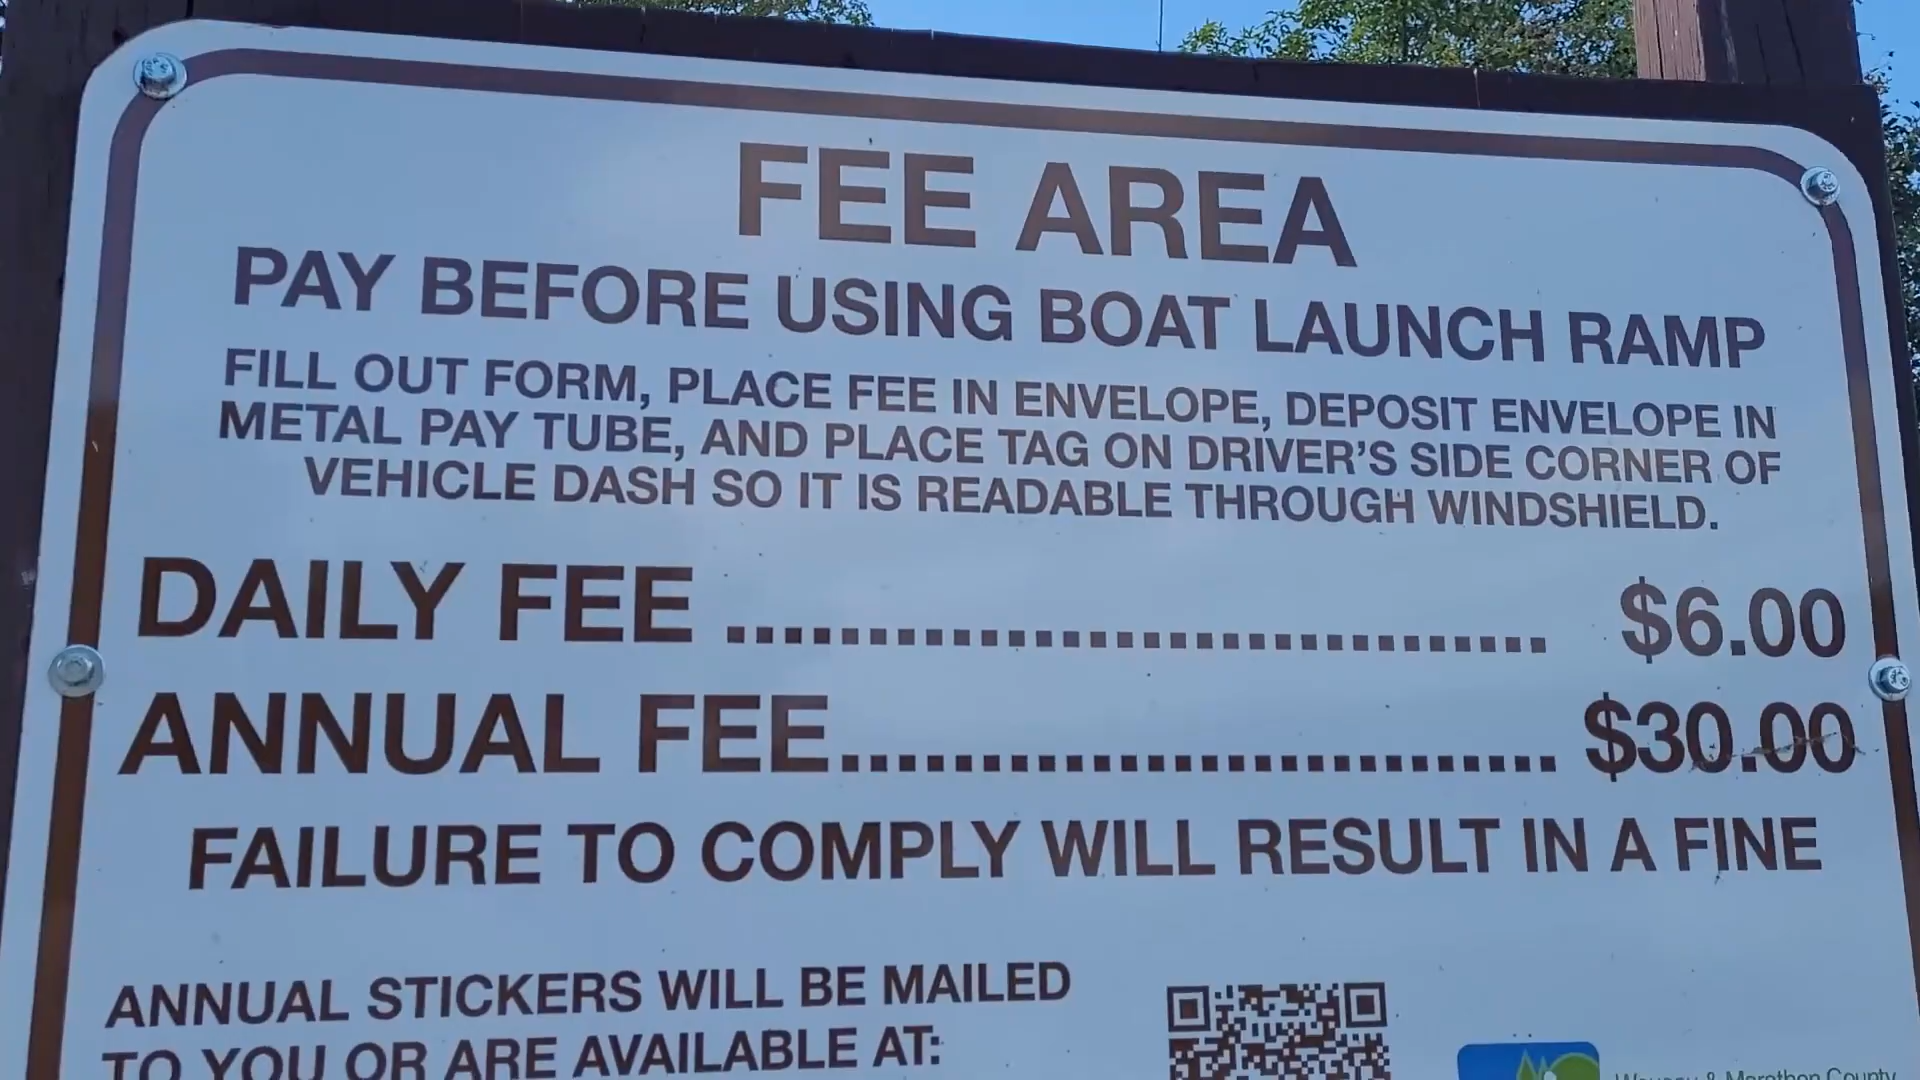 FEE AREA
PAY BEFORE USING BOAT LAUNCH RAMP
FILL OUT FORM, PLACE FEE IN ENVELOPE, DEPOSIT ENVELOPE IN
METAL PAY TUBE, AND PLACE TAG ON DRIVER'S SIDE CORNER OF
VEHICLE DASH SO IT IS READABLE THROUGH WINDSHIELD.
DAILY FEE ............................................. $6.00
ANNUAL FEE....................................... $30.00
FAILURE TO COMPLY WILL RESULT IN A FINE
ANNUAL STICKERS WILL BE MAILED
TO YOU OR ARE AVAILABLE AT:
Wausau & Marathon County